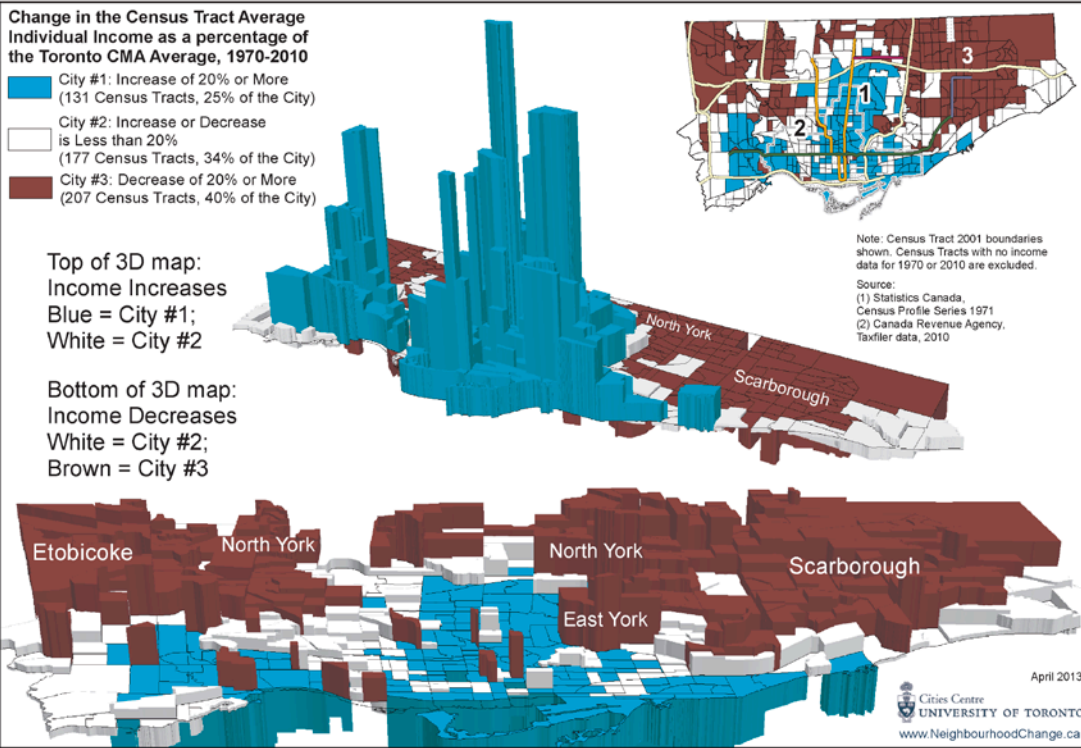 Change in the Census Tract Average
Individual Income as a percentage of
the Toronto CMA Average, 1970-2010
City #1: Increase of 20% or More
(131 Census Tracts, 25% of the City)
City #2: Increase or Decrease
is Less than 20%
(177 Census Tracts, 34% of the City)
City #3: Decrease of 20% or More
(207 Census Tracts, 40% of the City)
3
1
2
Note: Census Tract 2001 boundaries
shown. Census Tracts with no income
data for 1970 or 2010 are excluded.
Source:
(1) Statistics Canada,
Census Profile Series 1971
(2) Canada Revenue Agency,
Taxfiler data, 2010
Top of 3D map:
Income Increases
Blue = City #1;
White = City #2
Bottom of 3D map:
Income Decreases
White = City #2;
Brown = City #3
North York
Scarborough
Etobicoke
North York
North York
Scarborough
East York
April 2013
Cities Centre
UNIVERSITY OF TORONTO
www.NeighbourhoodChange.ca